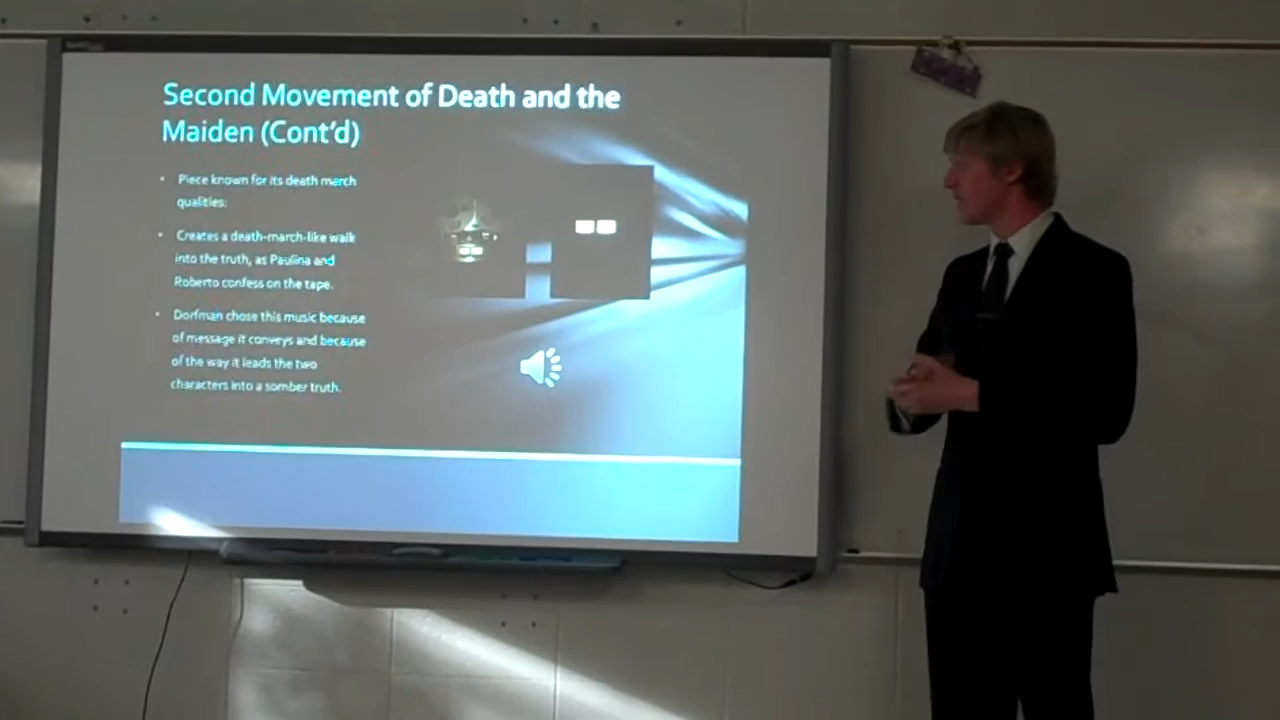 Second Movement of Death and the
Maiden (Cont'd)
• Piece known for its death march
qualities:
• Creates a death-march-like walk
into the truth, as Paulina and
Roberto confess on the tape.
• Dorfman chose this music because
of message it conveys and because
of the way it leads the two
characters into a somber truth.